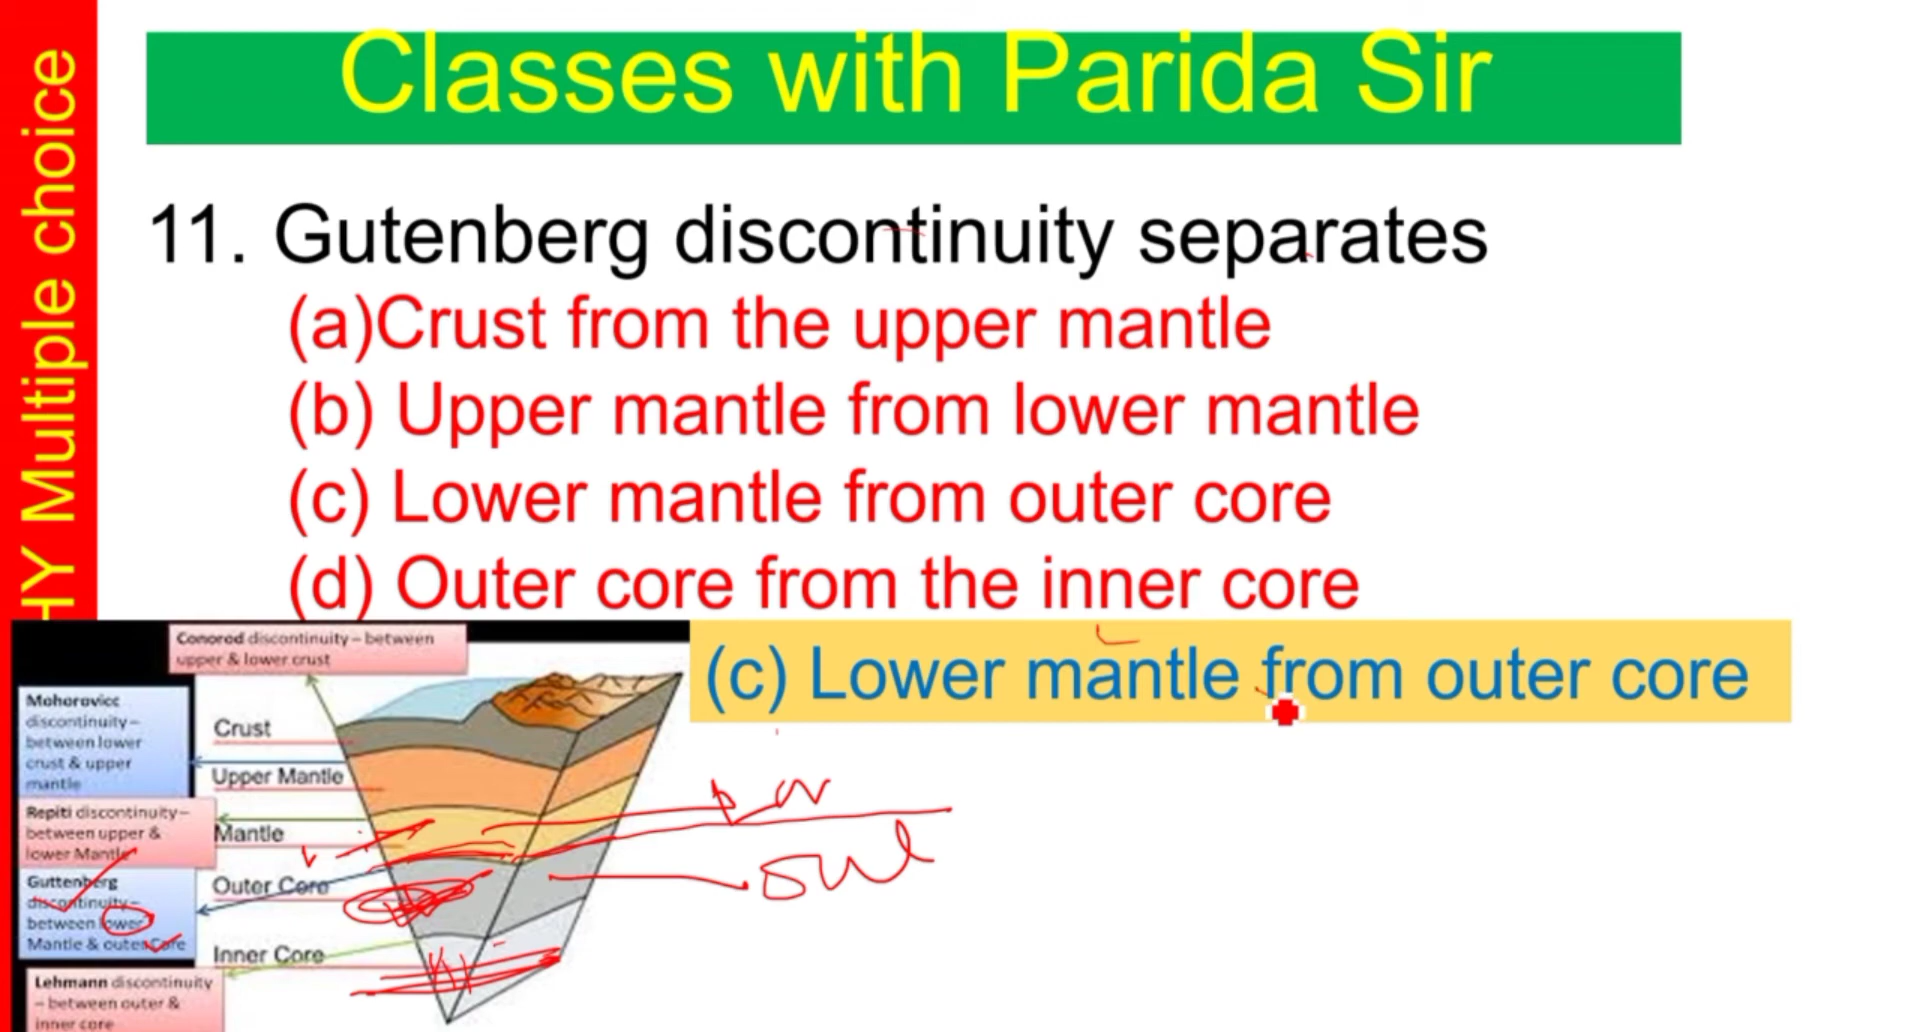 Classes with Parida Sir
HY Multiple choice
11. Gutenberg discontinuity separates
(a)Crust from the upper mantle
(b) Upper mantle from lower mantle
(c) Lower mantle from outer core
(d) Outer core from the inner core
(c) Lower mantle from outer core
Conorod discontinuity – between
upper & lower crust
Mohorovicc
discontinuity –
between lower
crust & upper
mantle
Repiti discontinuity –
between upper &
lower Mantle
Guttenberg
discontinuity –
between lower
Mantle & outer Core
Lehmann discontinuity
– between outer &
inner core
Crust
Upper Mantle
Mantle
Outer Core
Inner Core